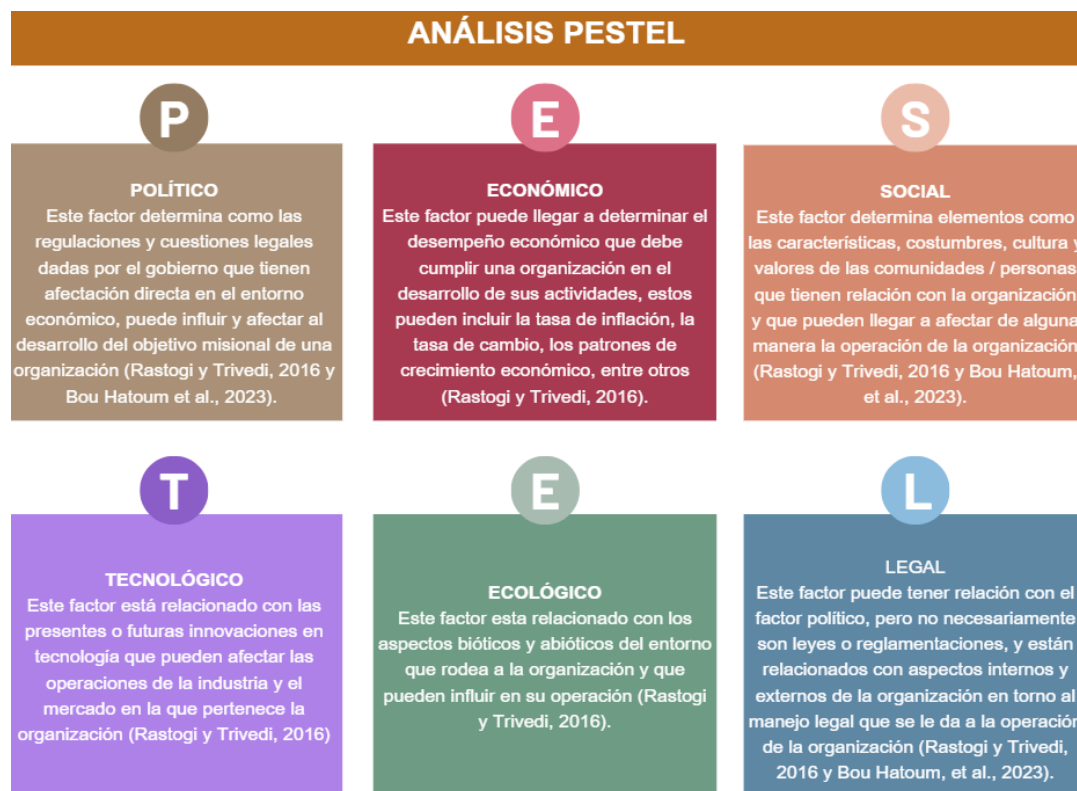 ANÁLISIS PESTEL
P
POLÍTICO
Este factor determina como las
regulaciones y cuestiones legales
dadas por el gobierno que tienen
afectación directa en el entorno
económico, puede influir y afectar al
desarrollo del objetivo misional de una
organización (Rastogi y Trivedi, 2016 y
Bou Hatoum et al., 2023).
E
ECONÓMICO
Este factor puede llegar a determinar el
desempeño económico que debe
cumplir una organización en el
desarrollo de sus actividades, estos
pueden incluir la tasa de inflación, la
tasa de cambio, los patrones de
crecimiento económico, entre otros
(Rastogi y Trivedi, 2016).
S
SOCIAL
Este factor determina elementos como
las características, costumbres, cultura y
valores de las comunidades / personas
que tienen relación con la organización
y que pueden llegar a afectar de alguna
manera la operación de la organización
(Rastogi y Trivedi, 2016 y Bou Hatoum,
et al., 2023).
T
TECNOLÓGICO
Este factor está relacionado con las
presentes o futuras innovaciones en
tecnología que pueden afectar las
operaciones de la industria y el
mercado en la que pertenece la
organización (Rastogi y Trivedi, 2016)
E
ECOLÓGICO
Este factor esta relacionado con los
aspectos bióticos y abióticos del entorno
que rodea a la organización y que
pueden influir en su operación (Rastogi
y Trivedi, 2016).
L
LEGAL
Este factor puede tener relación con el
factor político, pero no necesariamente
son leyes o reglamentaciones, y están
relacionados con aspectos internos y
externos de la organización en torno al
manejo legal que se le da a la operación
de la organización (Rastogi y Trivedi,
2016 y Bou Hatoum, et al., 2023).